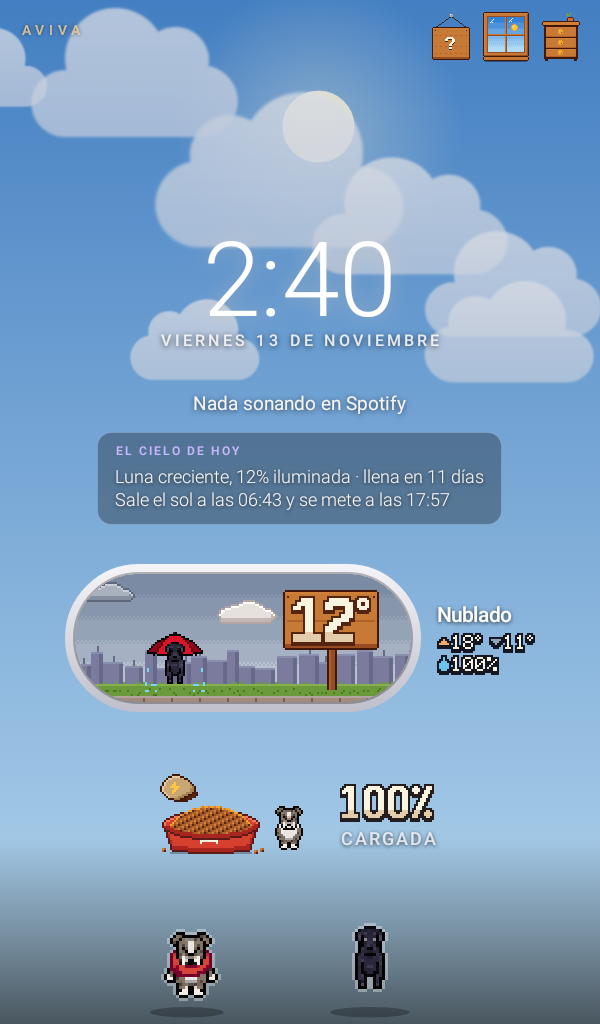 AVIVA
?
2:40
VIERNES 13 DE NOVIEMBRE
Nada sonando en Spotify
EL CIELO DE HOY
Luna creciente, 12% iluminada · llena en 11 días
Sale el sol a las 06:43 y se mete a las 17:57
12°
Nublado
18° 11°
100%
100%
CARGADA